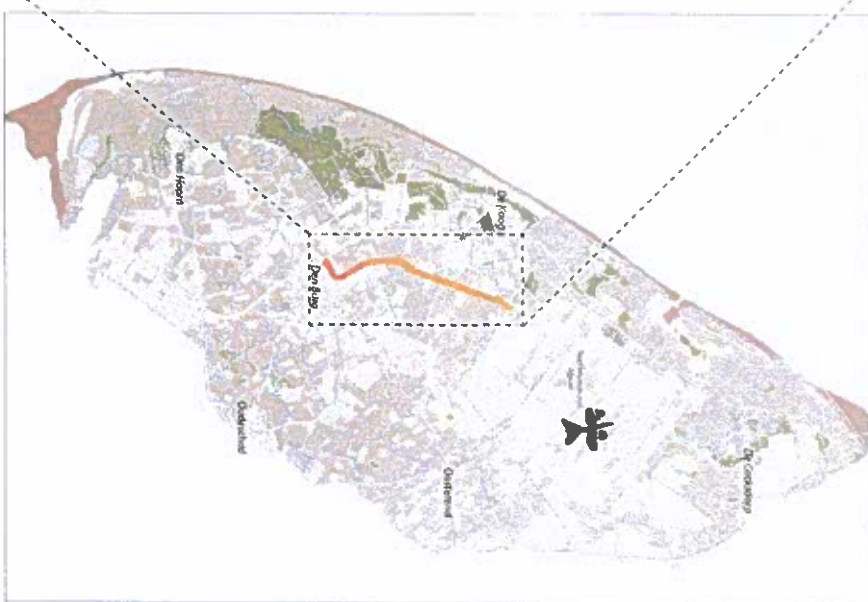 Den Hoorn
De Koog
Den Burg
Oudeschild
Oosterend
De Cocksdorp